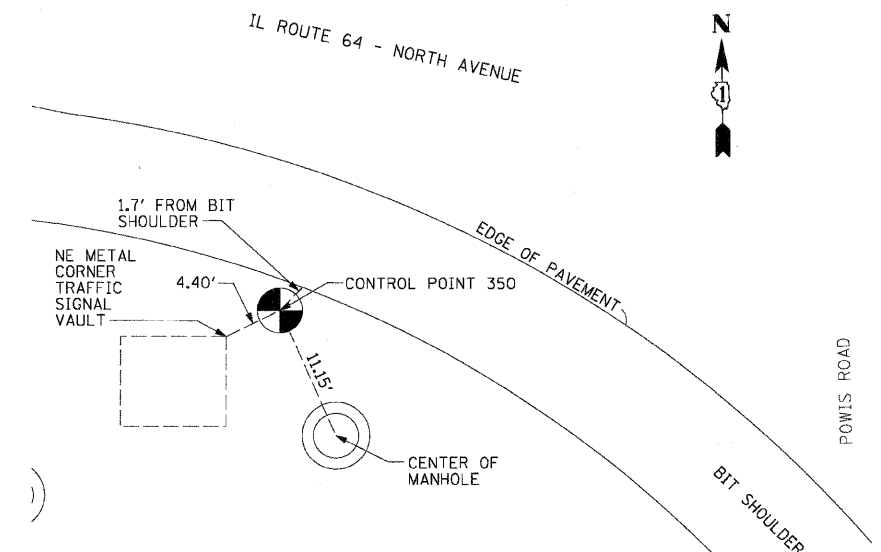 IL ROUTE 64 - NORTH AVENUE
N
1
1.7' FROM BIT
SHOULDER
NE METAL
CORNER
TRAFFIC
SIGNAL
VAULT
4.40'
CONTROL POINT 350
EDGE OF PAVEMENT
11.15'
POWIS ROAD
CENTER OF
MANHOLE
BIT SHOULDER